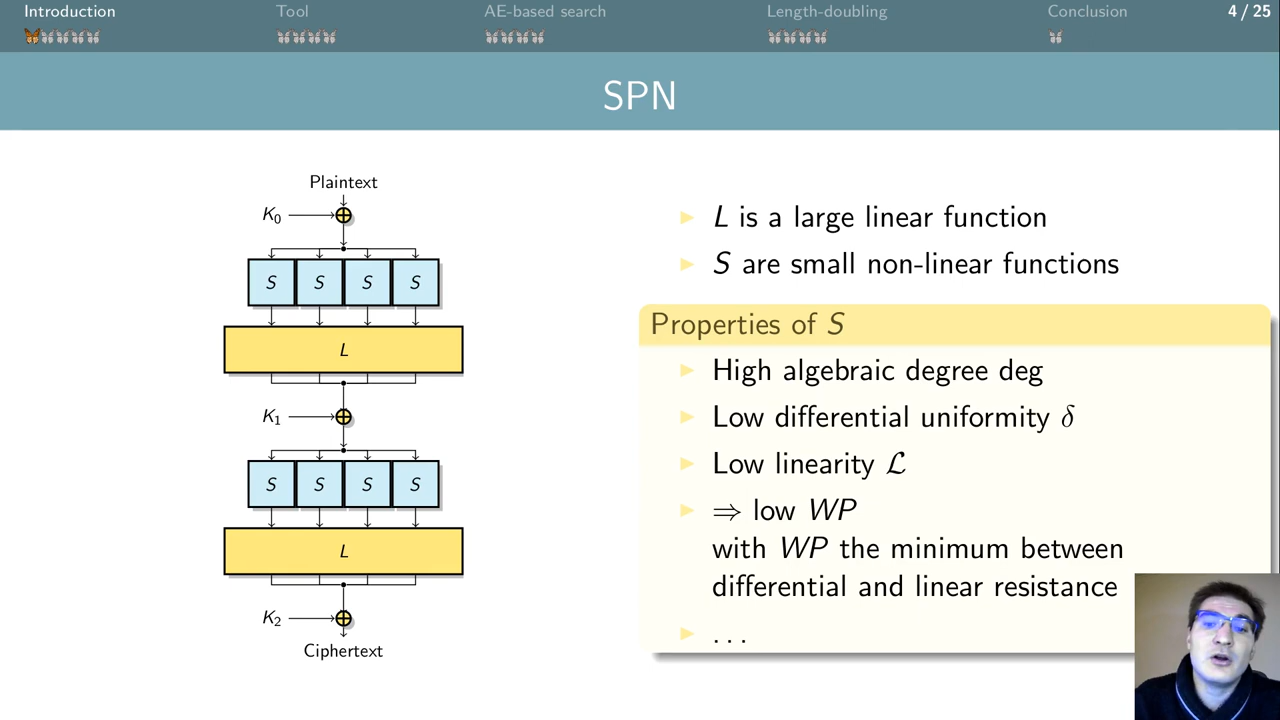 Introduction Tool AE-based search Length-doubling Conclusion 4 / 25
SPN
Plaintext
K0
S S S S
L
K1
S S S S
L
K2
Ciphertext
L is a large linear function
S are small non-linear functions
Properties of S
High algebraic degree deg
Low differential uniformity δ
Low linearity ℒ
⇒ low WP
with WP the minimum between
differential and linear resistance
. . .